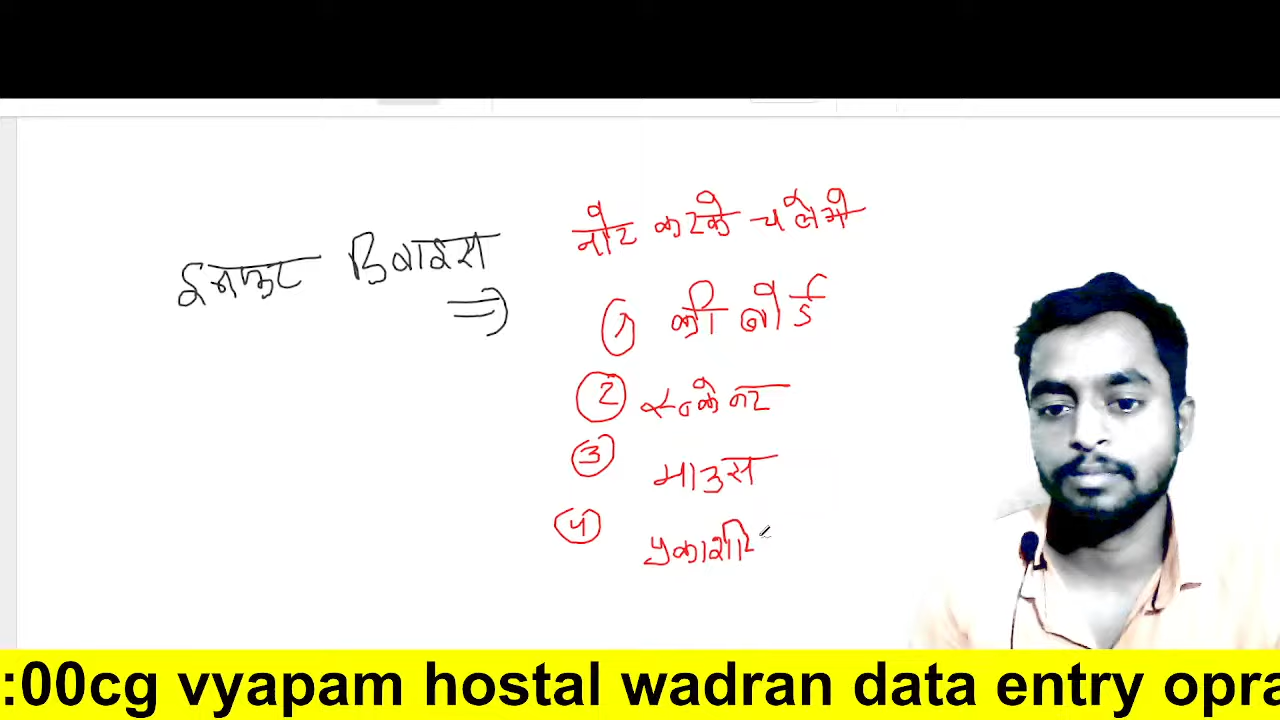 इनपुट डिवाइस
⇒
नोट करके चलेगे
① की बोर्ड
② स्केनर
③ माउस
④ प्रकाशि
:00cg vyapam hostal wadran data entry opra